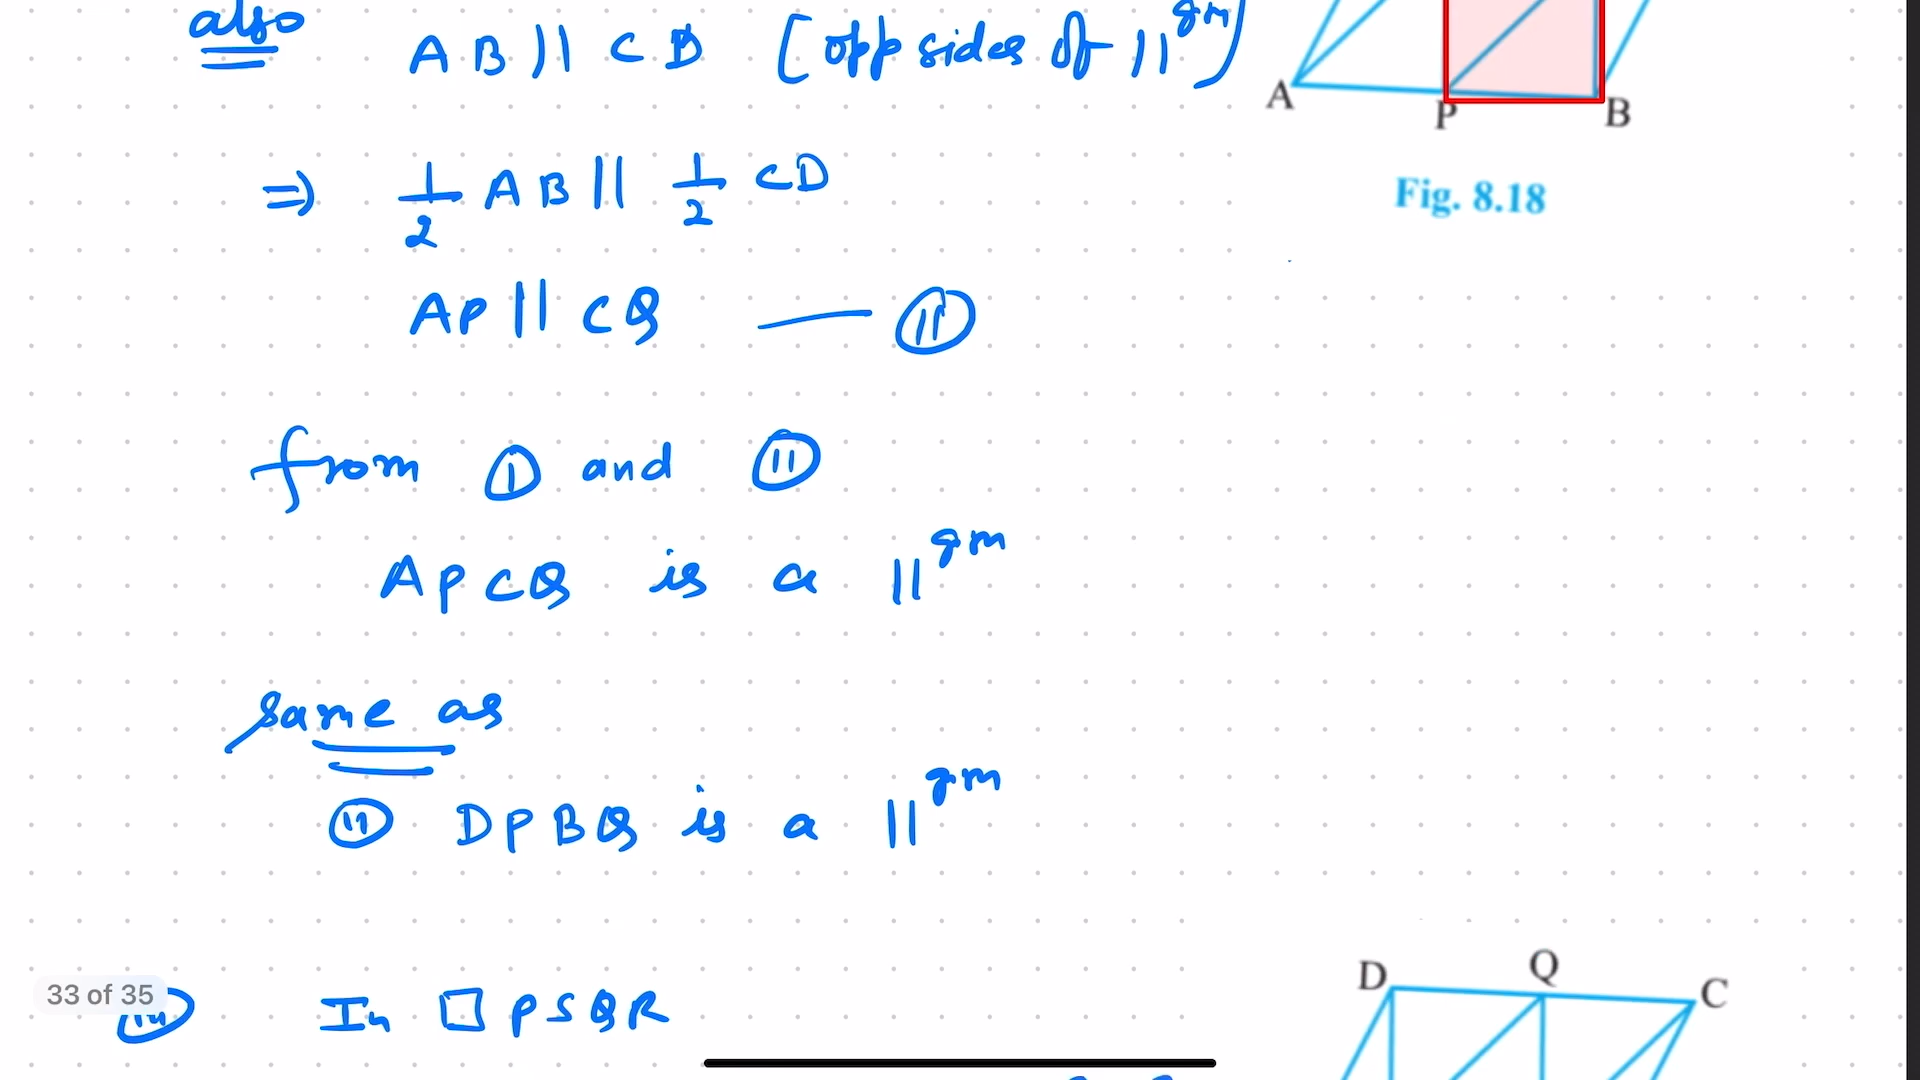 also AB || CD [opp sides of ||gm]
A P B
⇒ 1/2 AB || 1/2 CD
Fig. 8.18
AP || CQ — (II)
from (I) and (II)
APCQ is a ||gm
same as
(II) DPBQ is a ||gm
D Q C
33 of 35
(III) In □ PSQR